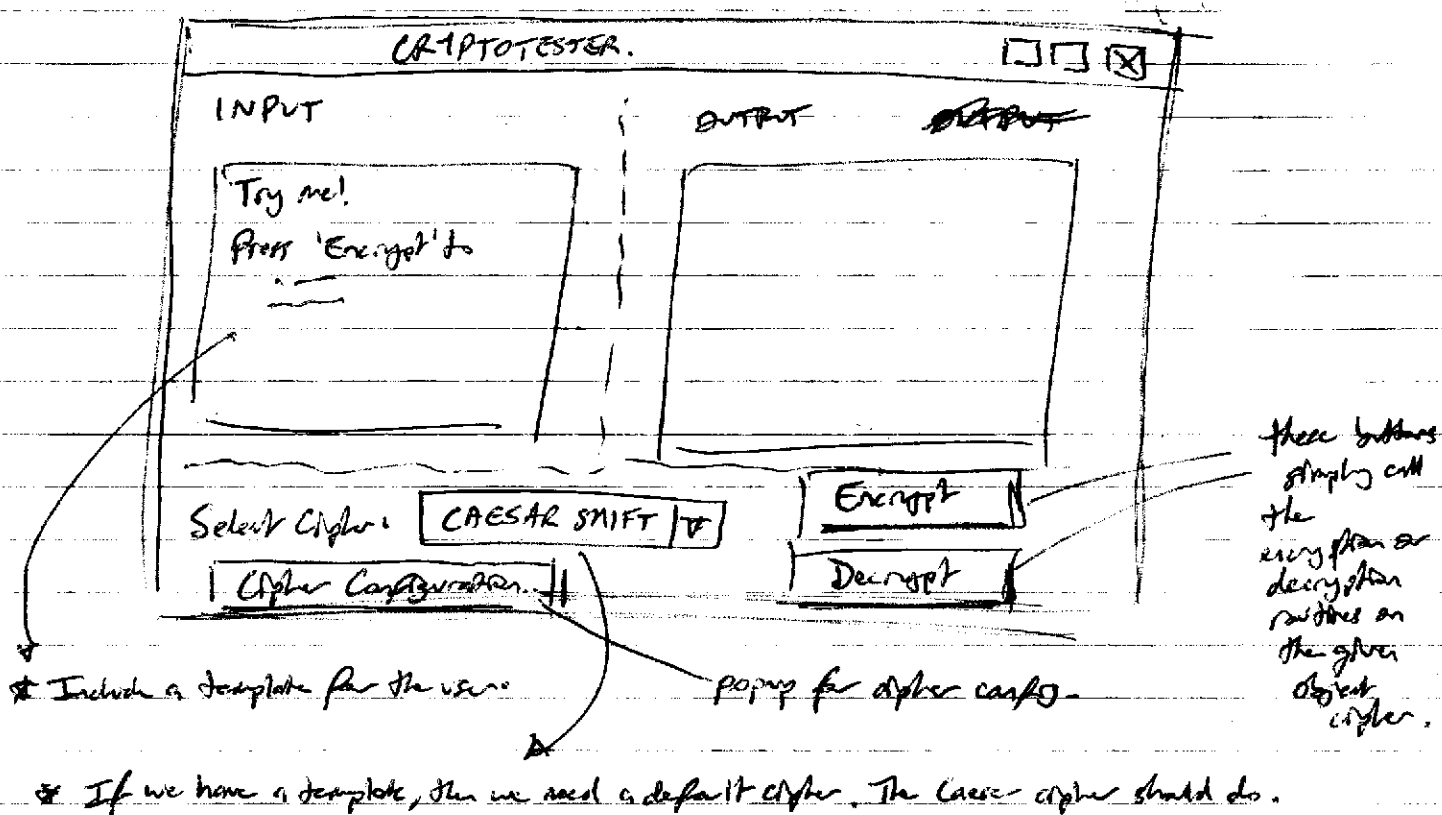 CRYPTOTESTER.
INPUT
OUTPUT
Try me!
Press 'Encrypt' to
Select Cipher:
CAESAR SHIFT
Encrypt
Cipher Configuration...
Decrypt
these buttons
simply call
the
encryption or
decryption
routines on
the given
object
cipher.
* Include a template for the user.
popup for cipher config.
* If we have a template, then we need a default cipher. The Caesar cipher should do.